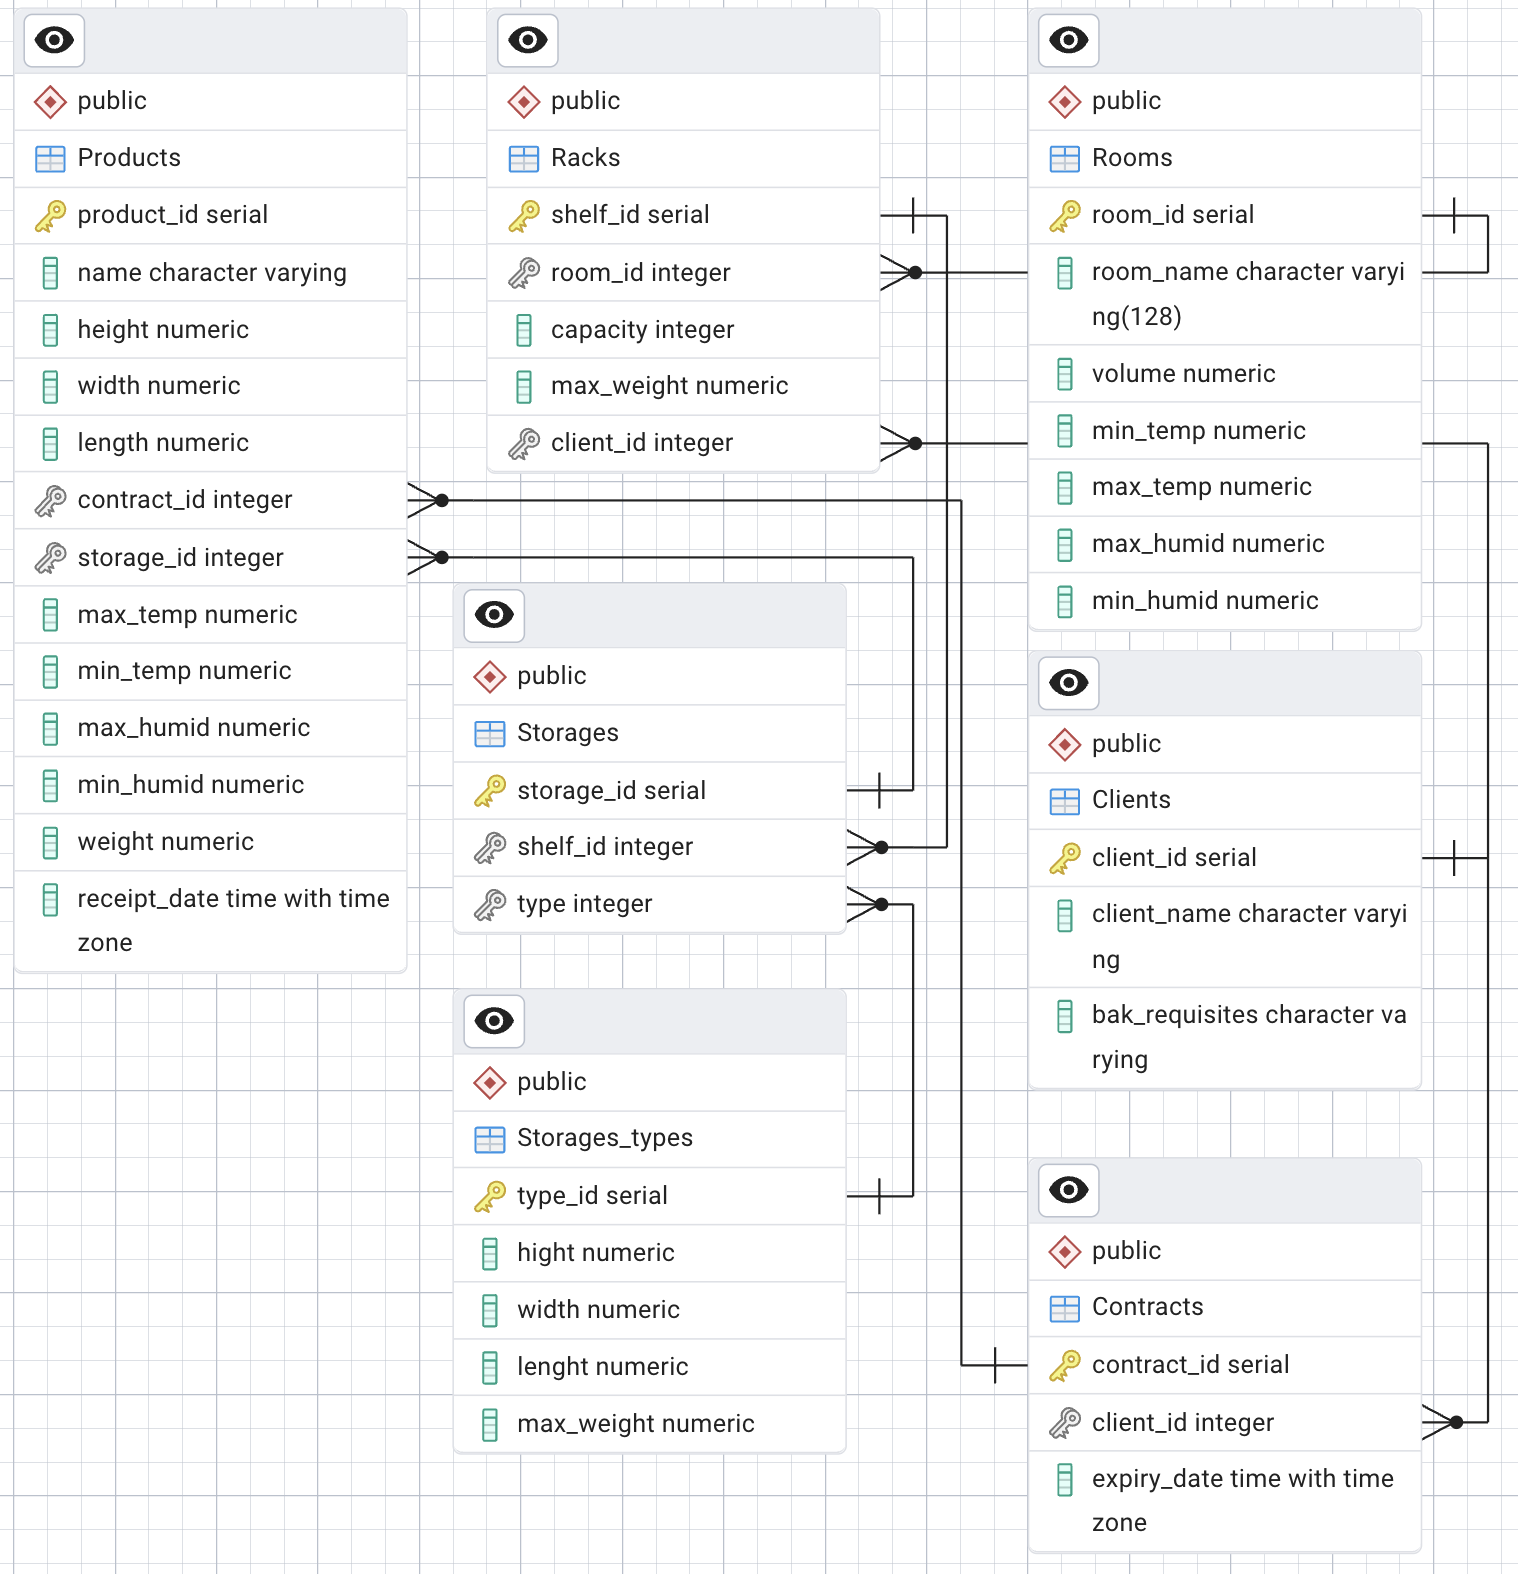 public
Products
product_id serial
name character varying
height numeric
width numeric
length numeric
contract_id integer
storage_id integer
max_temp numeric
min_temp numeric
max_humid numeric
min_humid numeric
weight numeric
receipt_date time with time
zone
public
Racks
shelf_id serial
room_id integer
capacity integer
max_weight numeric
client_id integer
public
Storages
storage_id serial
shelf_id integer
type integer
public
Storages_types
type_id serial
hight numeric
width numeric
lenght numeric
max_weight numeric
public
Rooms
room_id serial
room_name character varyi
ng(128)
volume numeric
min_temp numeric
max_temp numeric
max_humid numeric
min_humid numeric
public
Clients
client_id serial
client_name character varyi
ng
bak_requisites character va
rying
public
Contracts
contract_id serial
client_id integer
expiry_date time with time
zone